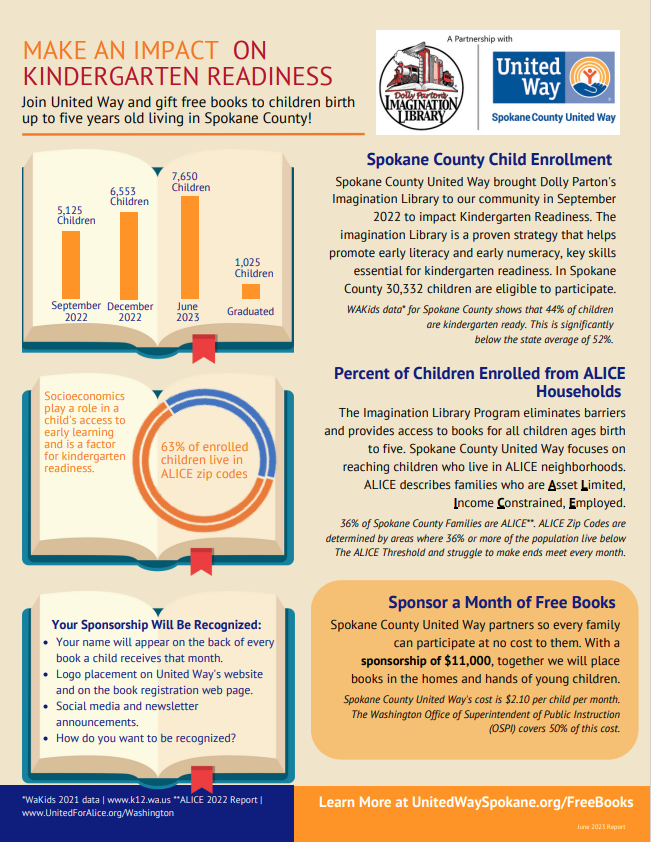 MAKE AN IMPACT ON
KINDERGARTEN READINESS
Join United Way and gift free books to children birth
up to five years old living in Spokane County!
A Partnership with
Dolly Parton's
IMAGINATION
LIBRARY
United
Way
Spokane County United Way
5,125
Children
6,553
Children
7,650
Children
1,025
Children
September
2022
December
2022
June
2023
Graduated
Spokane County Child Enrollment
Spokane County United Way brought Dolly Parton's
Imagination Library to our community in September
2022 to impact Kindergarten Readiness. The
imagination Library is a proven strategy that helps
promote early literacy and early numeracy, key skills
essential for kindergarten readiness. In Spokane
County 30,332 children are eligible to participate.
WAKids data* for Spokane County shows that 44% of children
are kindergarten ready. This is significantly
below the state average of 52%.
Socioeconomics
play a role in a
child's access to
early learning
and is a factor
for kindergarten
readiness.
63% of enrolled
children live in
ALICE zip codes
Percent of Children Enrolled from ALICE
Households
The Imagination Library Program eliminates barriers
and provides access to books for all children ages birth
to five. Spokane County United Way focuses on
reaching children who live in ALICE neighborhoods.
ALICE describes families who are Asset Limited,
Income Constrained, Employed.
36% of Spokane County Families are ALICE**. ALICE Zip Codes are
determined by areas where 36% or more of the population live below
The ALICE Threshold and struggle to make ends meet every month.
Your Sponsorship Will Be Recognized:
• Your name will appear on the back of every
book a child receives that month.
• Logo placement on United Way's website
and on the book registration web page.
• Social media and newsletter
announcements.
• How do you want to be recognized?
Sponsor a Month of Free Books
Spokane County United Way partners so every family
can participate at no cost to them. With a
sponsorship of $11,000, together we will place
books in the homes and hands of young children.
Spokane County United Way's cost is $2.10 per child per month.
The Washington Office of Superintendent of Public Instruction
(OSPI) covers 50% of this cost.
*WaKids 2021 data | www.k12.wa.us **ALICE 2022 Report |
www.UnitedForAlice.org/Washington
Learn More at UnitedWaySpokane.org/FreeBooks
June 2023 Report